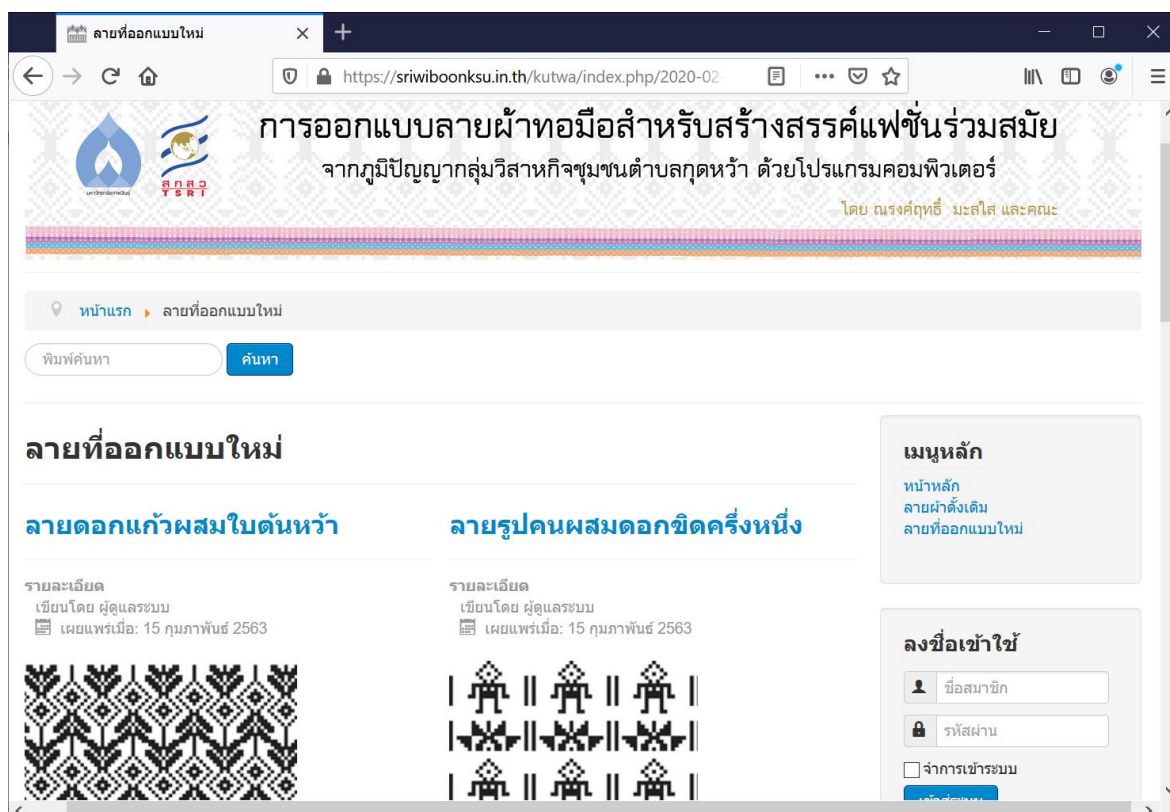 ลายที่ออกแบบใหม่
https://sriwiboonksu.in.th/kutwa/index.php/2020-02-
สกสว
TSRI
การออกแบบลายผ้าทอมือสำหรับสร้างสรรค์แฟชั่นร่วมสมัย
จากภูมิปัญญากลุ่มวิสาหกิจชุมชนตำบลกุดหว้า ด้วยโปรแกรมคอมพิวเตอร์
โดย ณรงศ์ฤทธิ์ มะสุใส และคณะ
หน้าแรก ลายที่ออกแบบใหม่
พิมพ์ค้นหา ค้นหา
ลายที่ออกแบบใหม่
ลายดอกแก้วผสมใบต้นหว้า
รายละเอียด
เขียนโดย ผู้ดูแลระบบ
เผยแพร่เมื่อ: 15 กุมภาพันธ์ 2563
ลายรูปคนผสมดอกขิดครึ่งหนึ่ง
รายละเอียด
เขียนโดย ผู้ดูแลระบบ
เผยแพร่เมื่อ: 15 กุมภาพันธ์ 2563
เมนูหลัก
หน้าหลัก
ลายผ้าดั้งเดิม
ลายที่ออกแบบใหม่
ลงชื่อเข้าใช้
ชื่อสมาชิก
รหัสผ่าน
จำการเข้าระบบ
เข้าสู่ระบบ